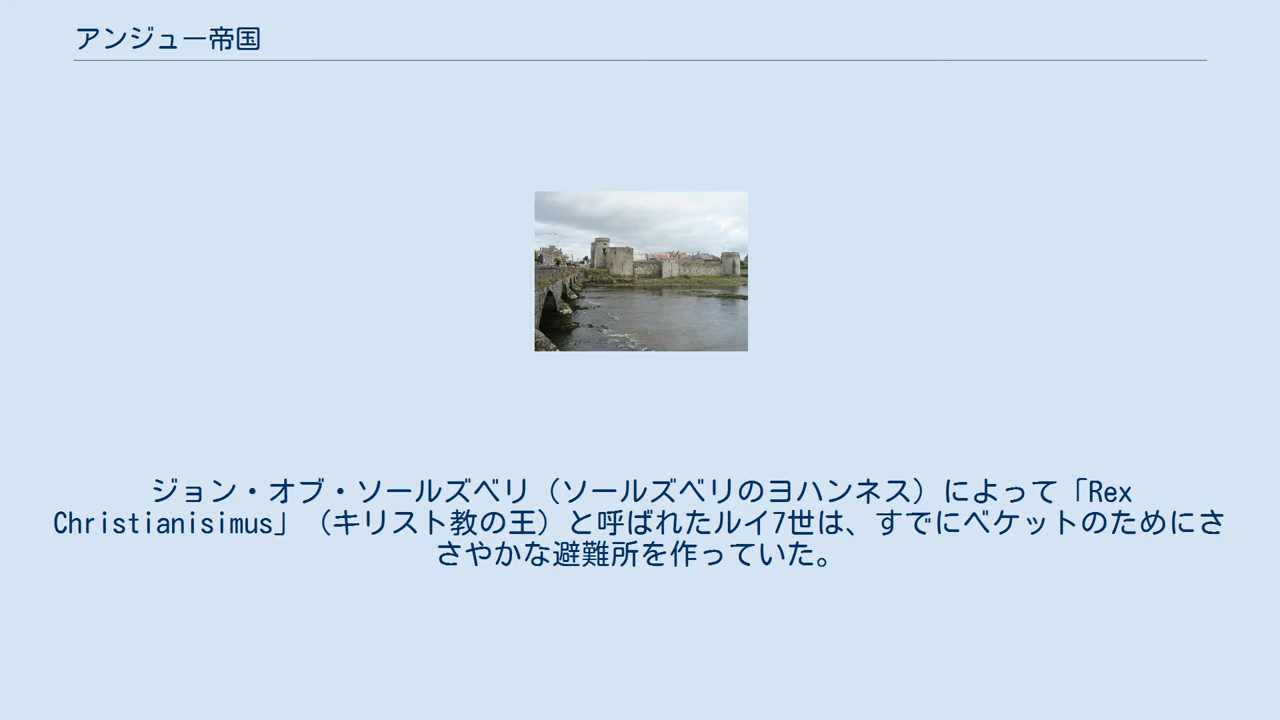 アンジュー帝国
ジョン・オブ・ソールズベリ（ソールズベリのヨハンネス）によって「Rex
Christianisimus」（キリスト教の王）と呼ばれたルイ7世は、すでにベケットのためにさ
さやかな避難所を作っていた。